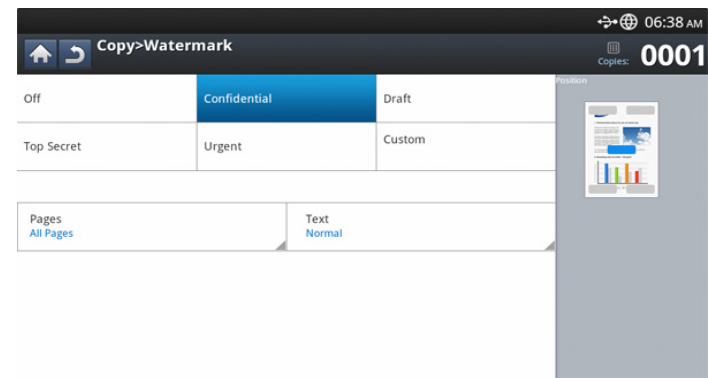 06:38 AM
Copy>Watermark
Copies: 0001
Position
Off
Confidential
Draft
Top Secret
Urgent
Custom
Pages
All Pages
Text
Normal